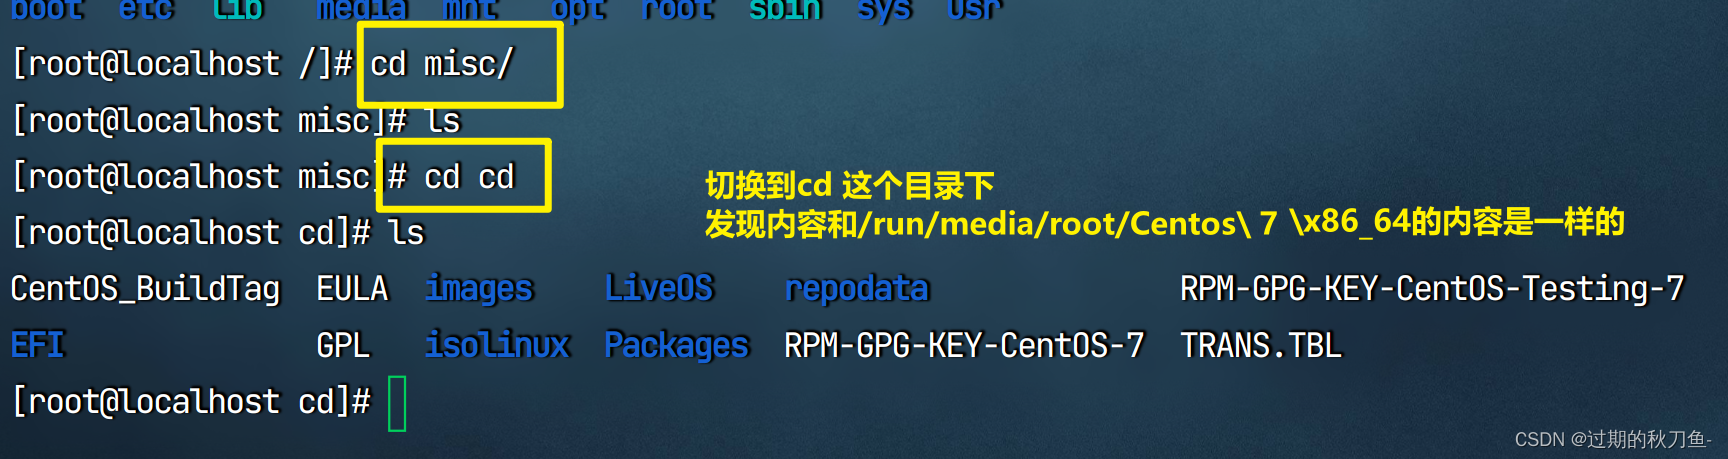 boot  etc  lib  media  mnt  opt  root  sbin  sys  usr
[root@localhost /]# cd misc/
[root@localhost misc]# ls
[root@localhost misc]# cd cd
切换到cd 这个目录下
发现内容和/run/media/root/Centos\ 7 \x86_64的内容是一样的
[root@localhost cd]# ls
CentOS_BuildTag  EULA  images  LiveOS  repodata  RPM-GPG-KEY-CentOS-Testing-7
EFI  GPL  isolinux  Packages  RPM-GPG-KEY-CentOS-7  TRANS.TBL
[root@localhost cd]#
CSDN @过期的秋刀鱼-